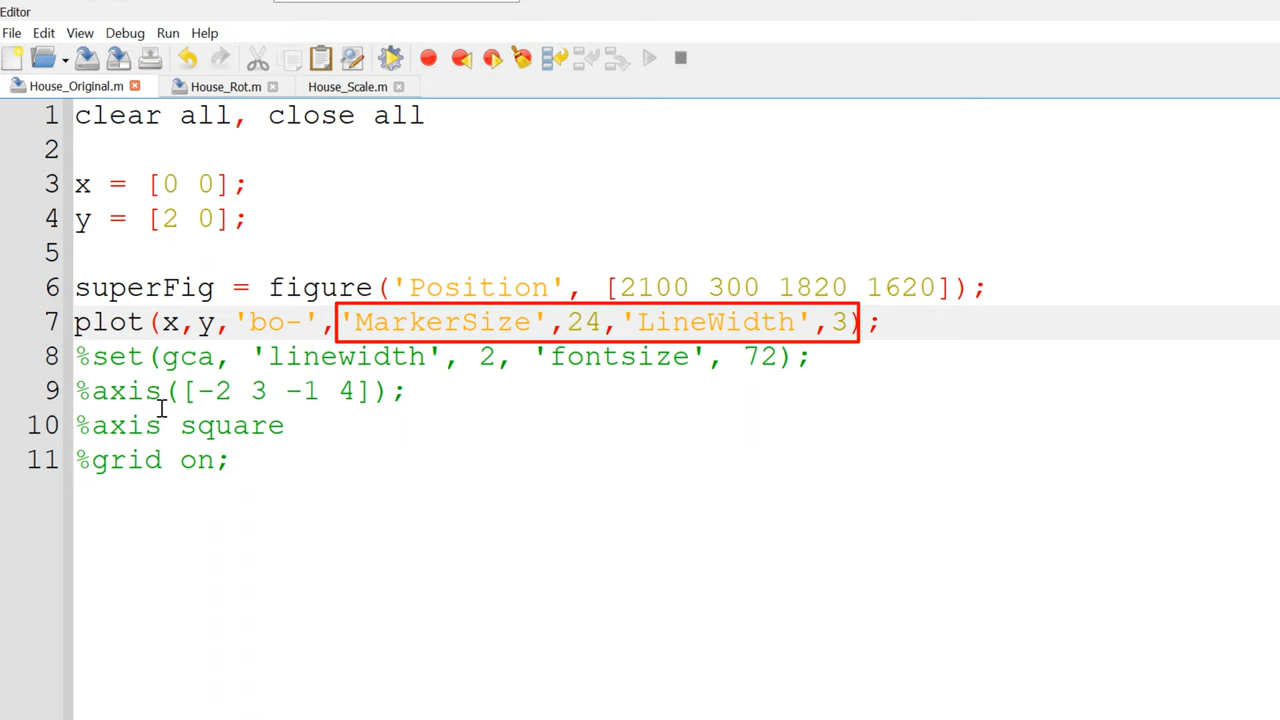 Editor
File Edit View Debug Run Help
House_Original.m House_Rot.m House_Scale.m
1 clear all, close all
2
3 x = [0 0];
4 y = [2 0];
5
6 superFig = figure('Position', [2100 300 1820 1620]);
7 plot(x,y,'bo-','MarkerSize',24,'LineWidth',3);
8 %set(gca, 'linewidth', 2, 'fontsize', 72);
9 %axis([-2 3 -1 4]);
10 %axis square
11 %grid on;